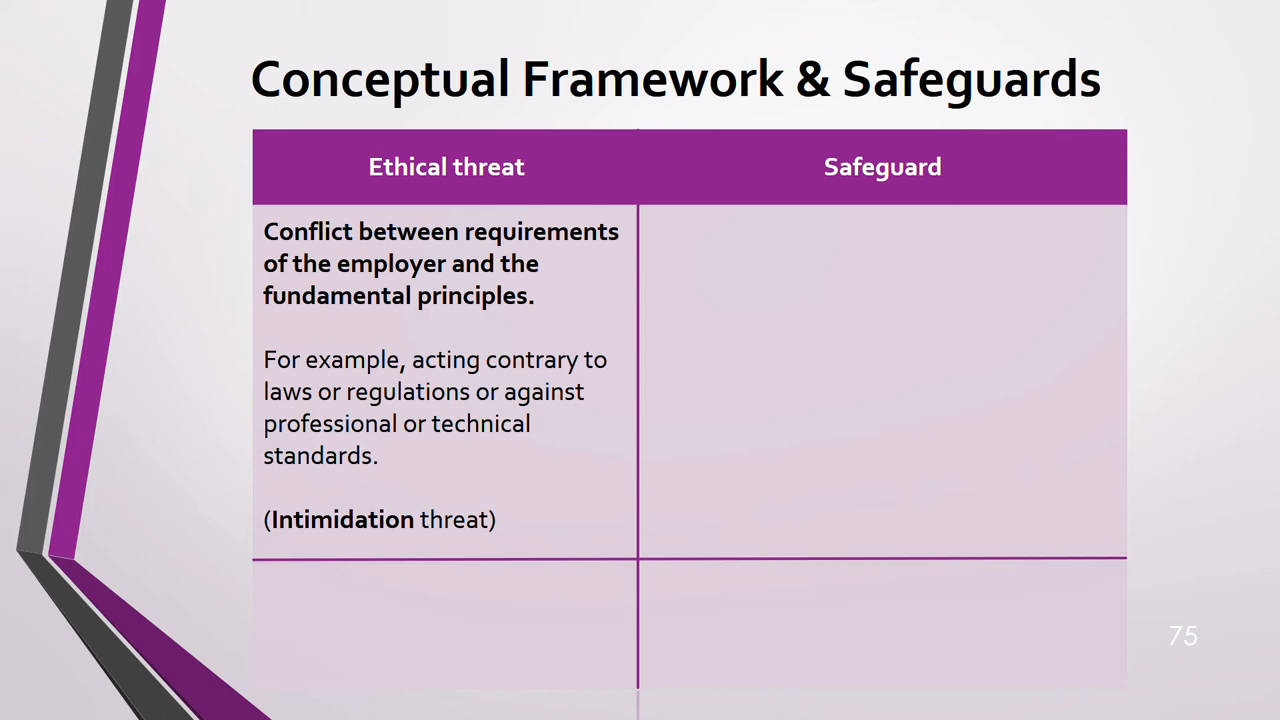 Conceptual Framework & Safeguards
Ethical threat
Safeguard
Conflict between requirements
of the employer and the
fundamental principles.
For example, acting contrary to
laws or regulations or against
professional or technical
standards.
(Intimidation threat)
75